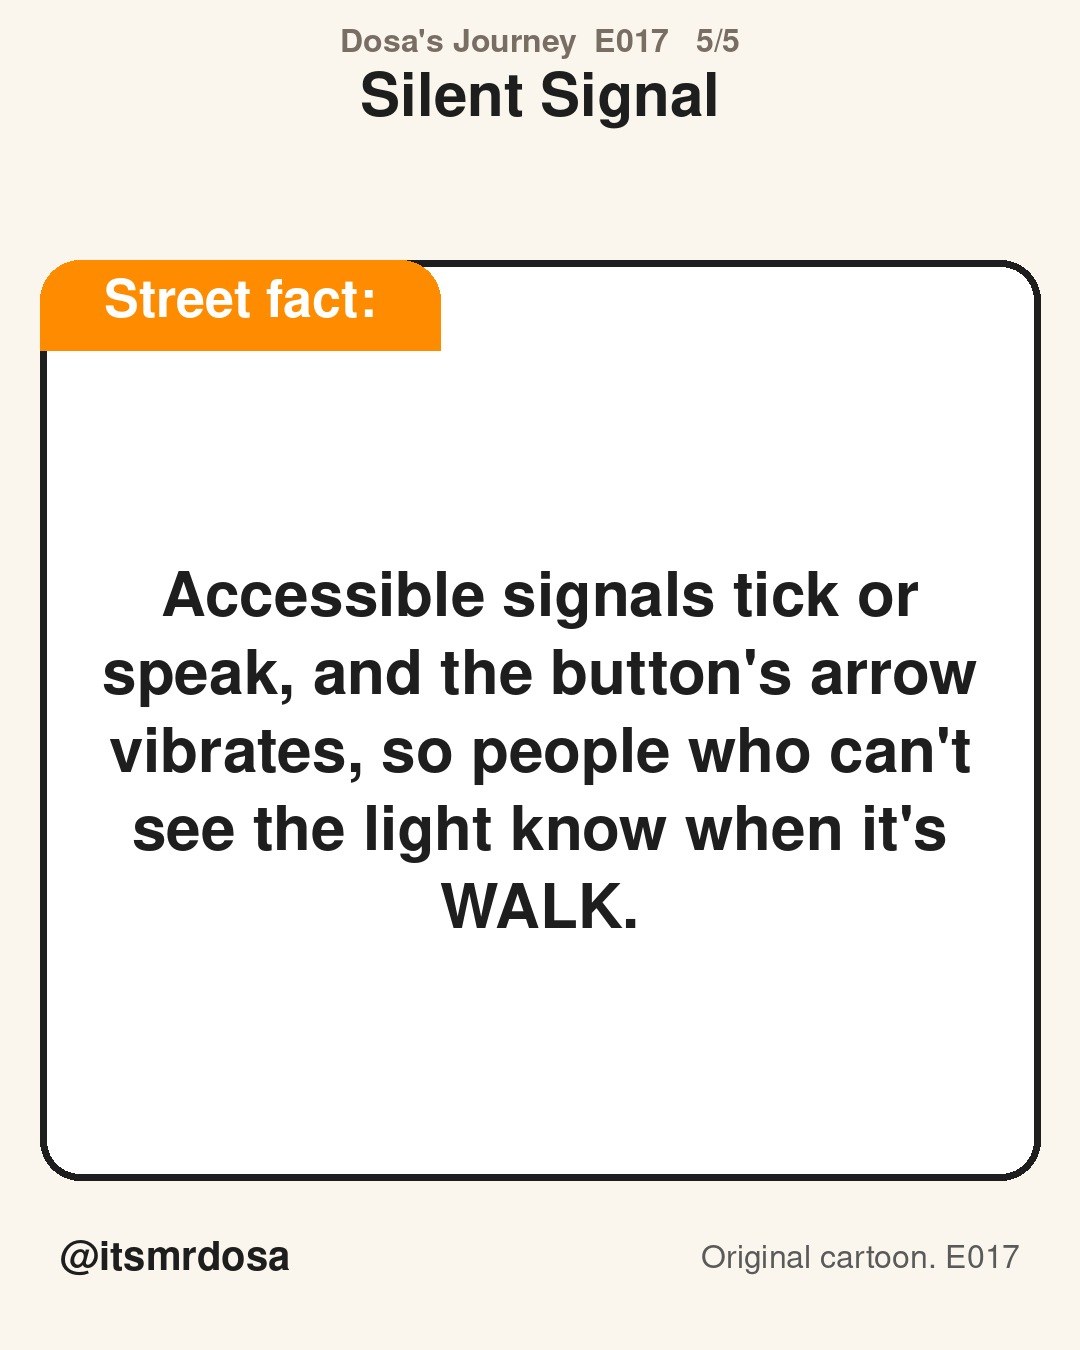 Dosa's Journey  E017   5/5
Silent Signal
Street fact:
Accessible signals tick or
speak, and the button's arrow
vibrates, so people who can't
see the light know when it's
WALK.
@itsmrdosa
Original cartoon. E017